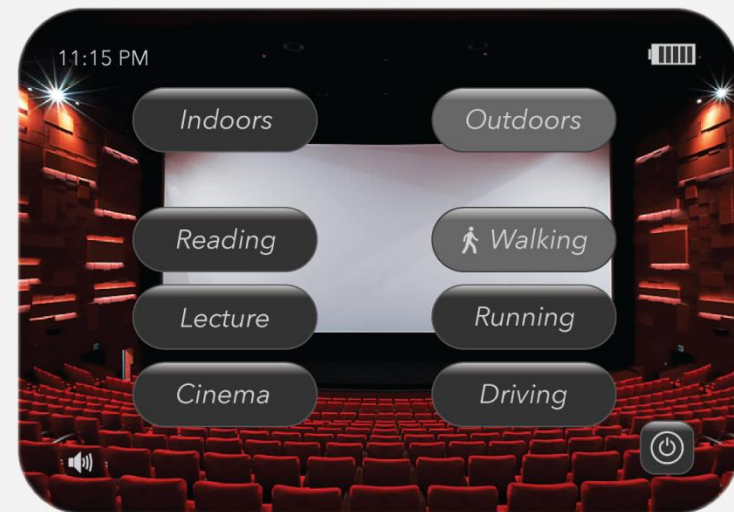 11:15 PM
Indoors
Outdoors
Reading
Walking
Lecture
Running
Cinema
Driving